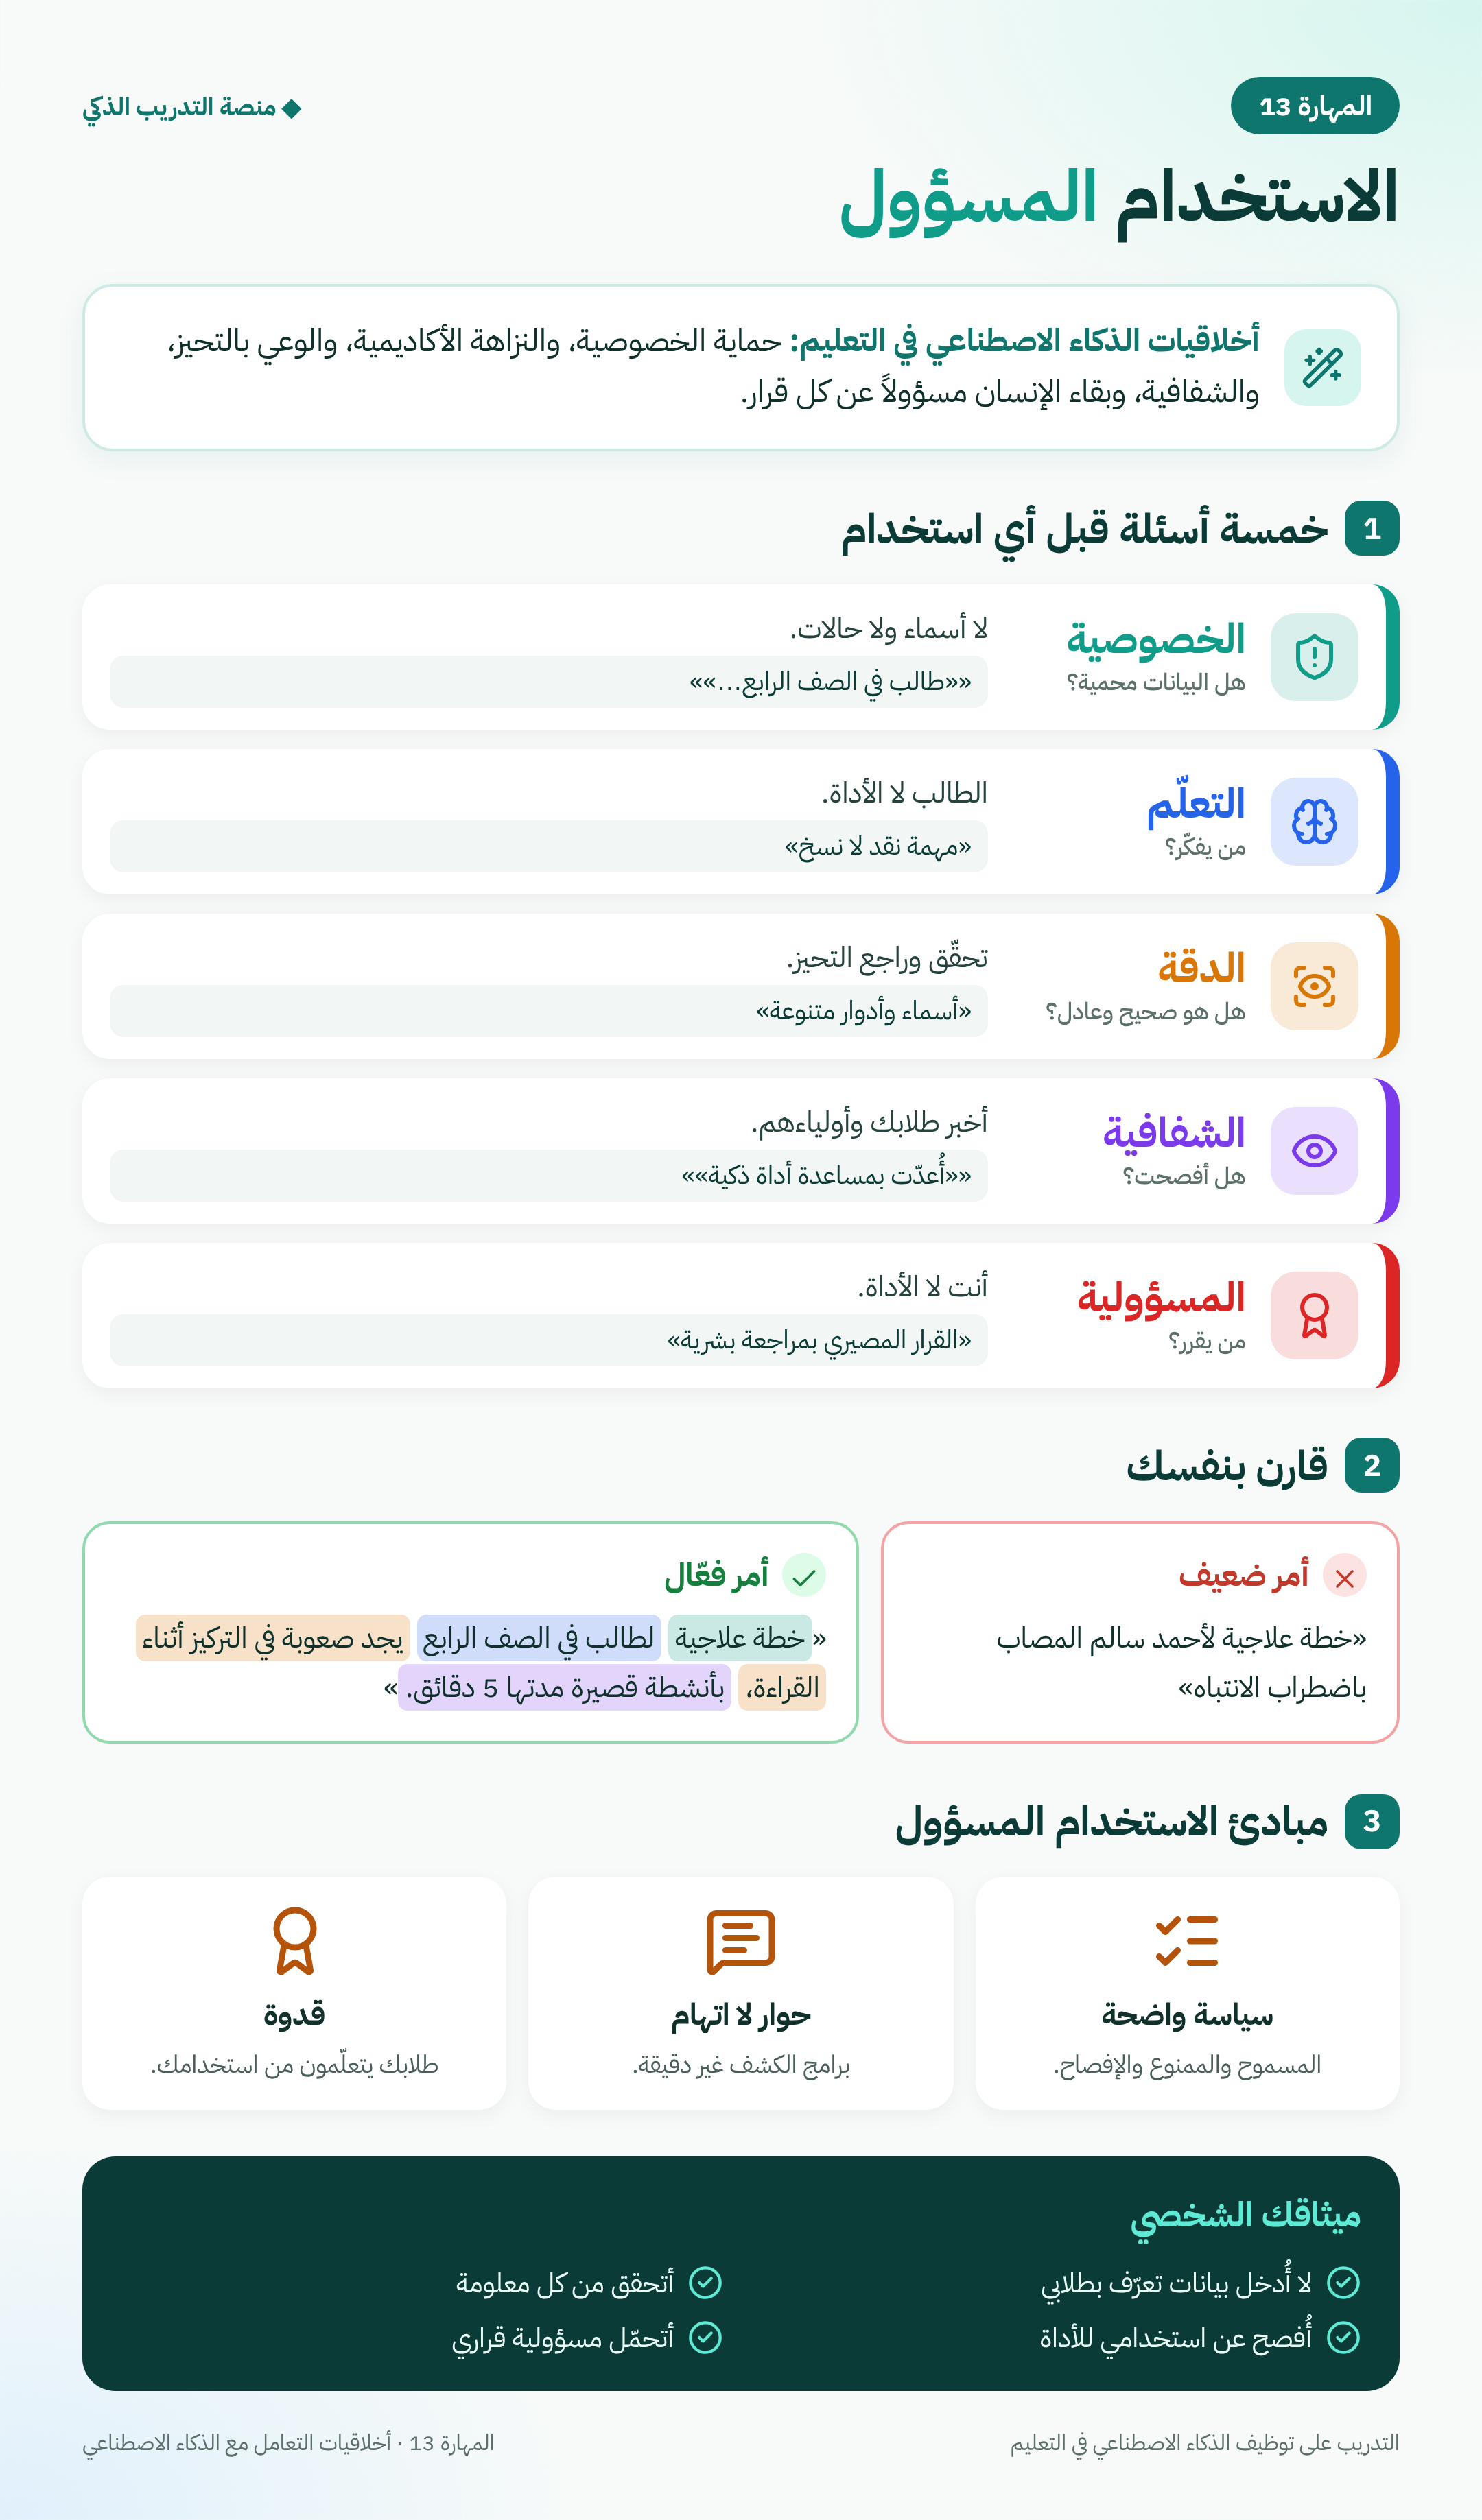 المهارة 13
◆ منصة التدريب الذكي
الاستخدام المسؤول
أخلاقيات الذكاء الاصطناعي في التعليم: حماية الخصوصية، والنزاهة الأكاديمية، والوعي بالتحيز،
والشفافية، وبقاء الإنسان مسؤولاً عن كل قرار.
1 خمسة أسئلة قبل أي استخدام
الخصوصية
هل البيانات محمية؟
لا أسماء ولا حالات.
««طالب في الصف الرابع...»»
التعلّم
من يفكّر؟
الطالب لا الأداة.
«مهمة نقد لا نسخ»
الدقة
هل هو صحيح وعادل؟
تحقّق وراجع التحيز.
«أسماء وأدوار متنوعة»
الشفافية
هل أفصحت؟
أخبر طلابك وأولياءهم.
««أُعدّت بمساعدة أداة ذكية»»
المسؤولية
من يقرر؟
أنت لا الأداة.
«القرار المصيري بمراجعة بشرية»
2 قارن بنفسك
أمر ضعيف
«خطة علاجية لأحمد سالم المصاب
باضطراب الانتباه»
أمر فعّال
«خطة علاجية لطالب في الصف الرابع يجد صعوبة في التركيز أثناء
القراءة، بأنشطة قصيرة مدتها 5 دقائق.»
3 مبادئ الاستخدام المسؤول
سياسة واضحة
المسموح والممنوع والإفصاح.
حوار لا اتهام
برامج الكشف غير دقيقة.
قدوة
طلابك يتعلّمون من استخدامك.
ميثاقك الشخصي
لا أُدخل بيانات تعرّف بطلابي
أتحقق من كل معلومة
أُفصح عن استخدامي للأداة
أتحمّل مسؤولية قراري
التدريب على توظيف الذكاء الاصطناعي في التعليم
المهارة 13 · أخلاقيات التعامل مع الذكاء الاصطناعي